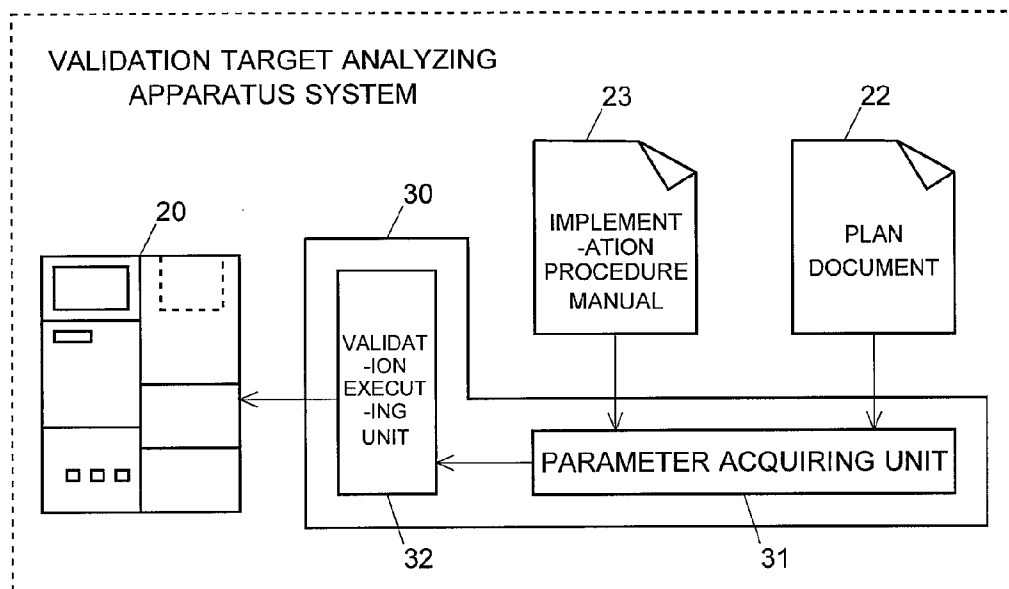 VALIDATION TARGET ANALYZING
APPARATUS SYSTEM
23
22
20
30
IMPLEMENT
-ATION
PROCEDURE
MANUAL
PLAN
DOCUMENT
VALIDAT
-ION
EXECUT
-ING
UNIT
PARAMETER ACQUIRING UNIT
32
31